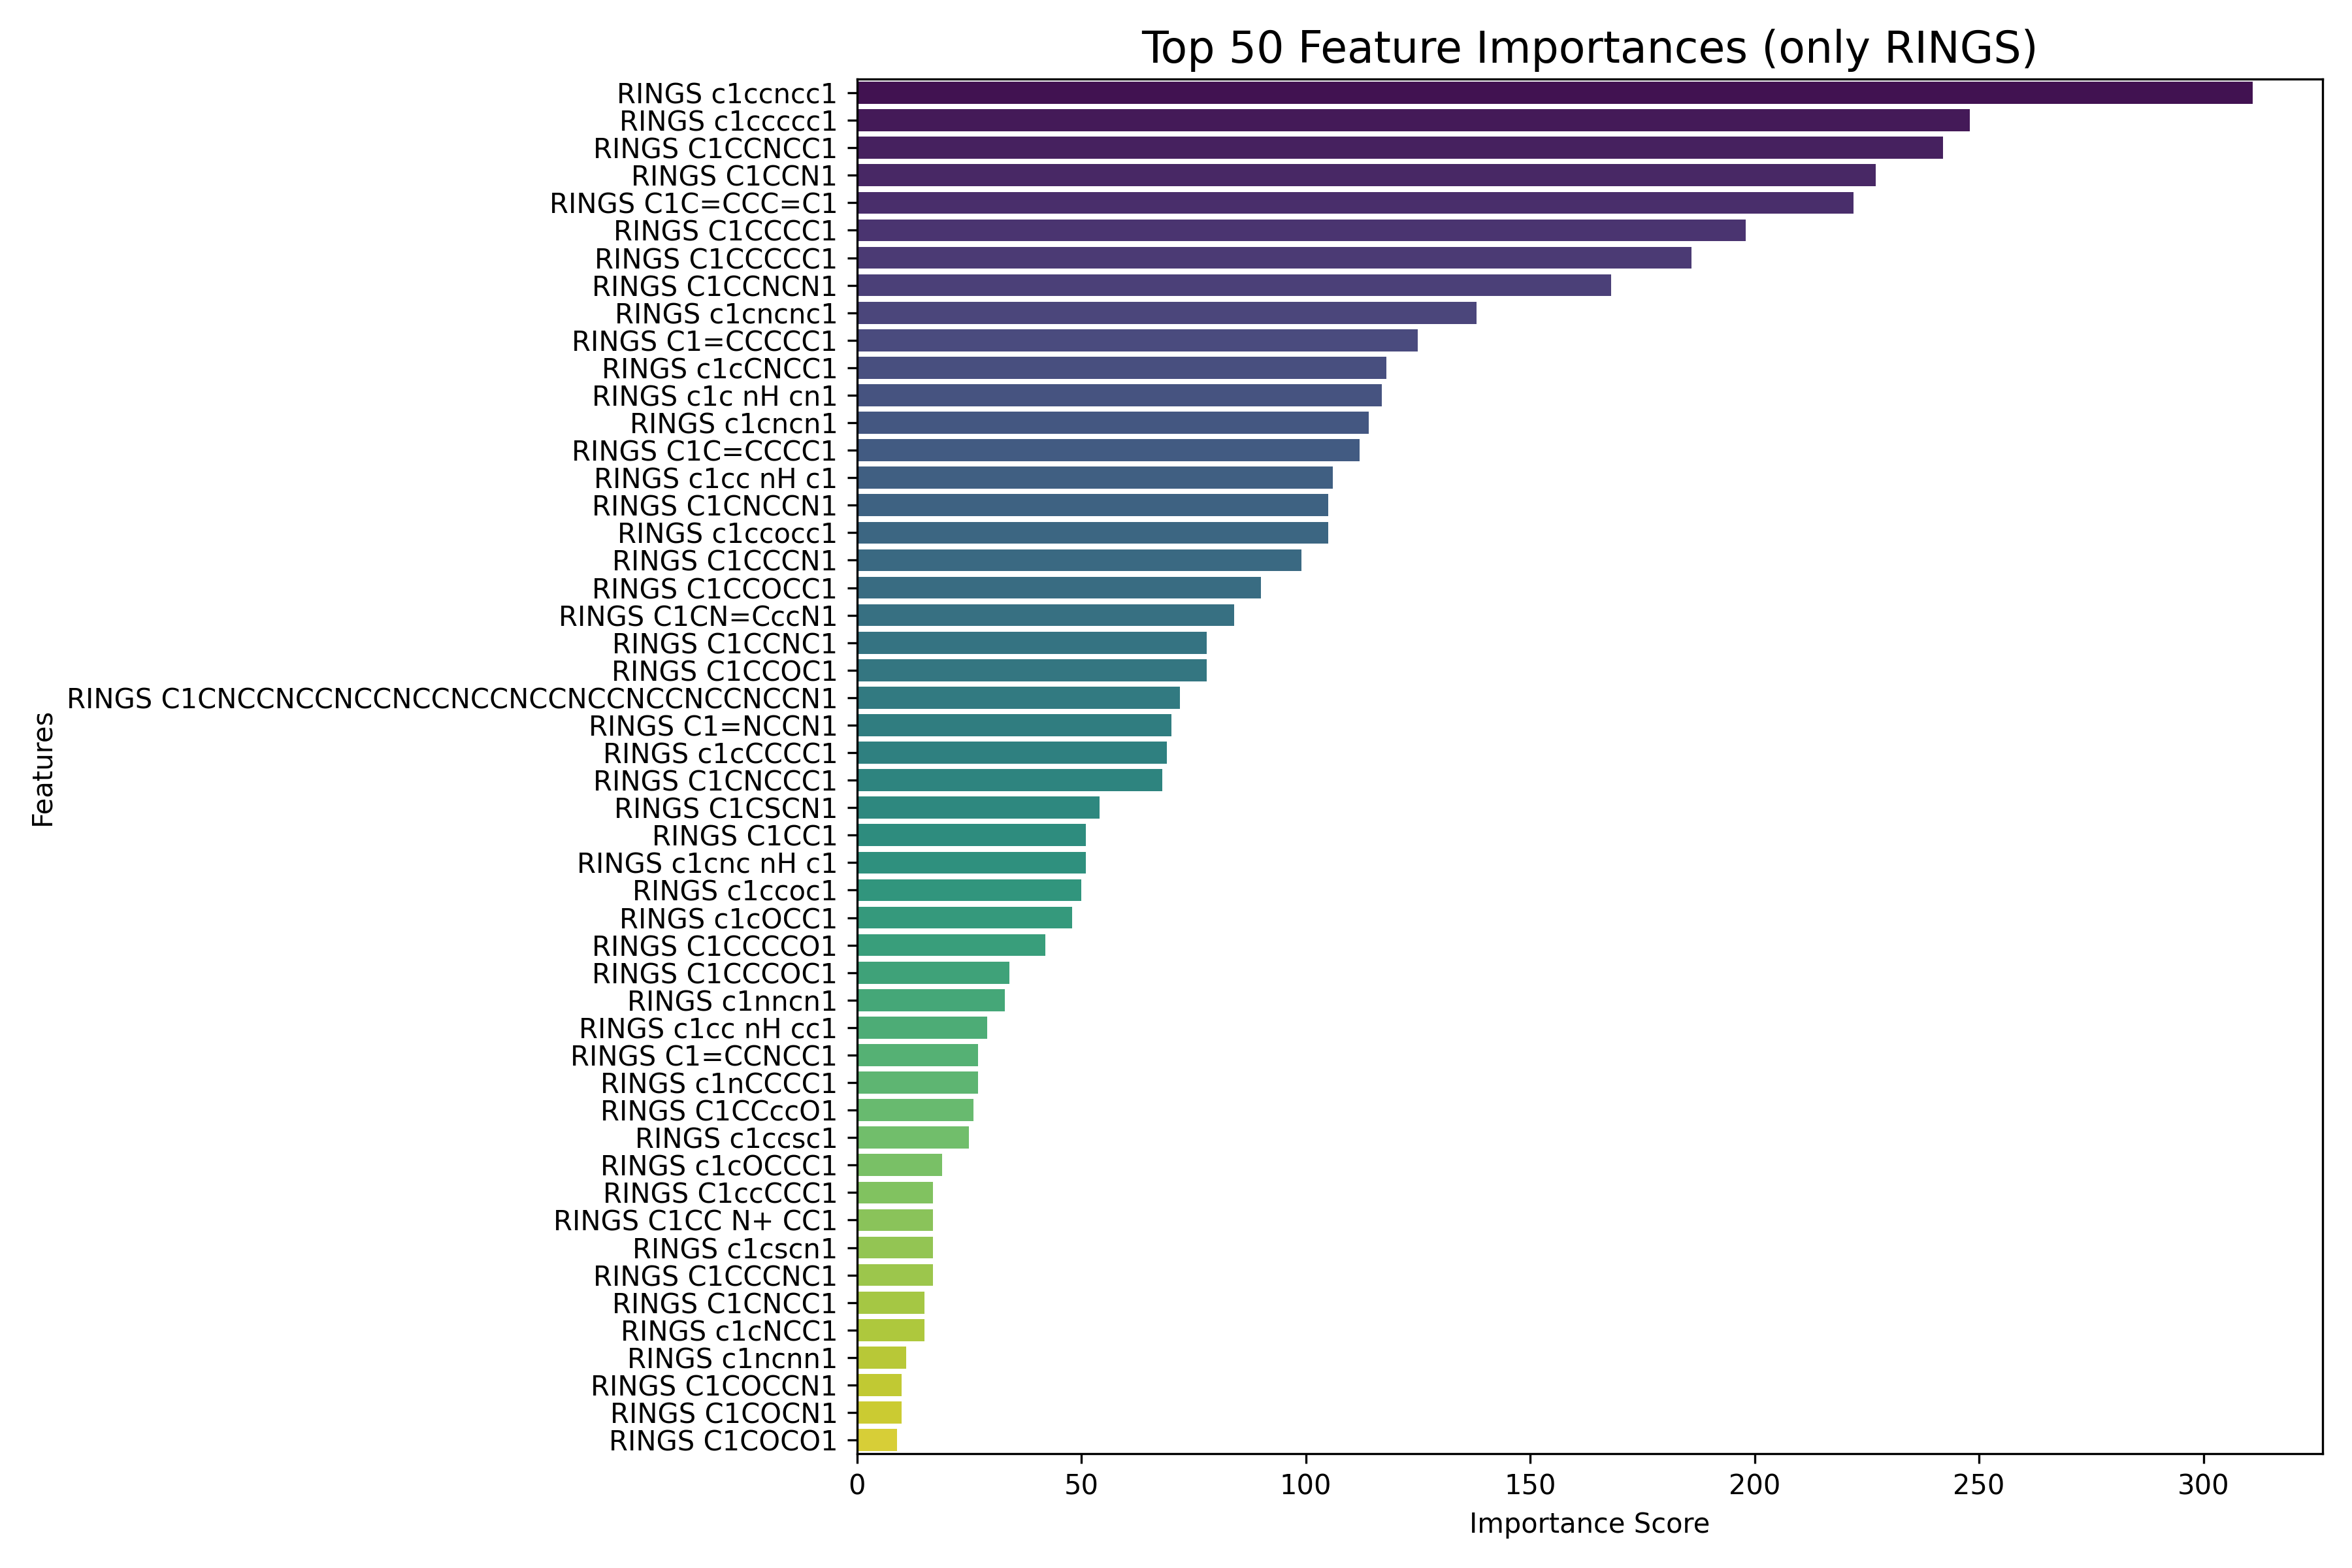 Top 50 Feature Importances (only RINGS)
RINGS c1ccncc1
RINGS c1ccccc1
RINGS C1CCNCC1
RINGS C1CCN1
RINGS C1C=CCC=C1
RINGS C1CCCC1
RINGS C1CCCCC1
RINGS C1CCNCN1
RINGS c1cncnc1
RINGS C1=CCCCC1
RINGS c1cCNCC1
RINGS c1c nH cn1
RINGS c1cncn1
RINGS C1C=CCCC1
RINGS c1cc nH c1
RINGS C1CNCCN1
RINGS c1ccocc1
RINGS C1CCCN1
RINGS C1CCOCC1
RINGS C1CN=CccN1
RINGS C1CCNC1
RINGS C1CCOC1
RINGS C1CNCCNCCNCCNCCNCCNCCNCCNCCNCCNCCN1
RINGS C1=NCCN1
RINGS c1cCCCC1
RINGS C1CNCCC1
RINGS C1CSCN1
RINGS C1CC1
RINGS c1cnc nH c1
RINGS c1ccoc1
RINGS c1cOCC1
RINGS C1CCCCO1
RINGS C1CCCOC1
RINGS c1nncn1
RINGS c1cc nH cc1
RINGS C1=CCNCC1
RINGS c1nCCCC1
RINGS C1CCccO1
RINGS c1ccsc1
RINGS c1cOCCC1
RINGS C1ccCCC1
RINGS C1CC N+ CC1
RINGS c1cscn1
RINGS C1CCCNC1
RINGS C1CNCC1
RINGS c1cNCC1
RINGS c1ncnn1
RINGS C1COCCN1
RINGS C1COCN1
RINGS C1COCO1
Features
0 50 100 150 200 250 300
Importance Score